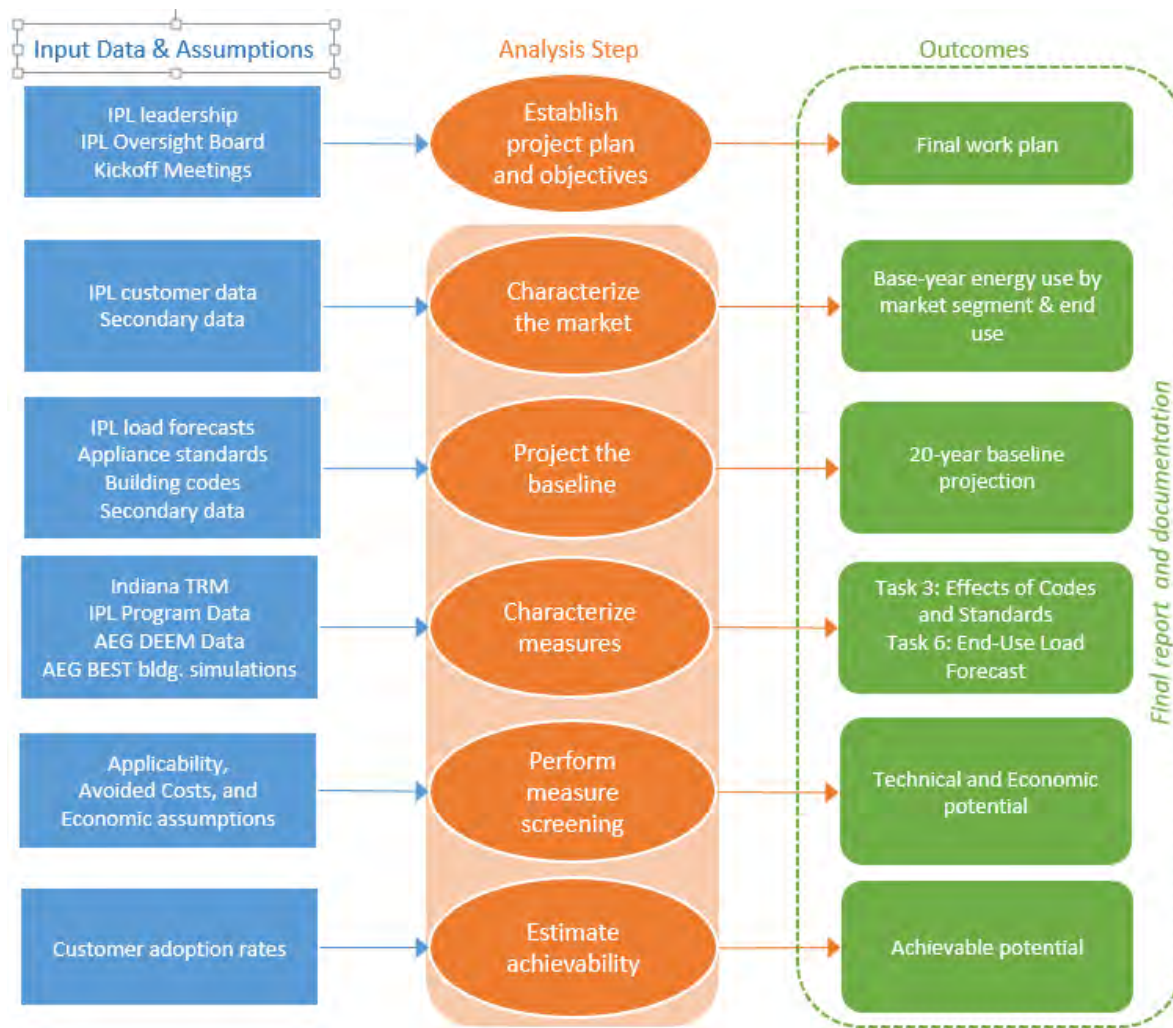 Input Data & Assumptions
Analysis Step
Outcomes
IPL leadership
IPL Oversight Board
Kickoff Meetings
Establish
project plan
and objectives
Final work plan
IPL customer data
Secondary data
Characterize
the market
Base-year energy use by
market segment & end
use
IPL load forecasts
Appliance standards
Building codes
Secondary data
Project the
baseline
20-year baseline
projection
Indiana TRM
IPL Program Data
AEG DEEM Data
AEG BEST bldg. simulations
Characterize
measures
Task 3: Effects of Codes
and Standards
Task 6: End-Use Load
Forecast
Applicability,
Avoided Costs, and
Economic assumptions
Perform
measure
screening
Technical and Economic
potential
Customer adoption rates
Estimate
achievability
Achievable potential
Final report and documentation